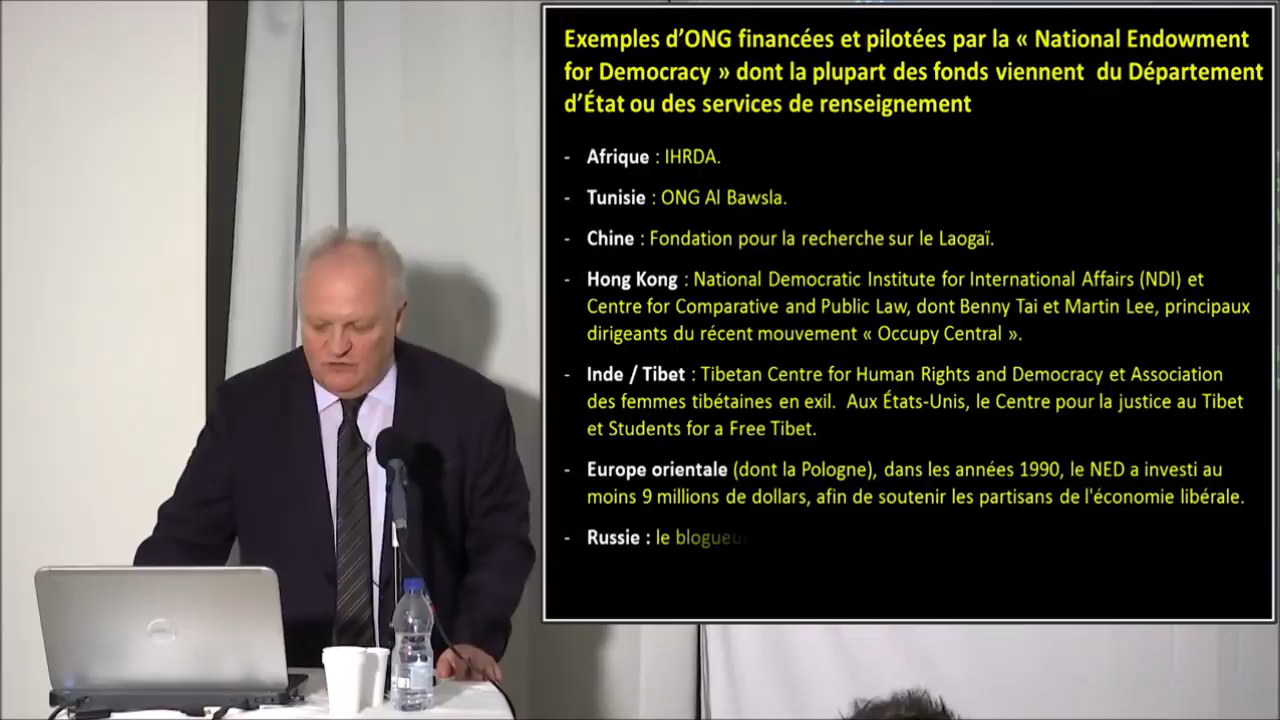 Exemples d’ONG financées et pilotées par la « National Endowment
for Democracy » dont la plupart des fonds viennent du Département
d’État ou des services de renseignement
- Afrique : IHRDA.
- Tunisie : ONG Al Bawsla.
- Chine : Fondation pour la recherche sur le Laogaï.
- Hong Kong : National Democratic Institute for International Affairs (NDI) et
Centre for Comparative and Public Law, dont Benny Tai et Martin Lee, principaux
dirigeants du récent mouvement « Occupy Central ».
- Inde / Tibet : Tibetan Centre for Human Rights and Democracy et Association
des femmes tibétaines en exil. Aux États-Unis, le Centre pour la justice au Tibet
et Students for a Free Tibet.
- Europe orientale (dont la Pologne), dans les années 1990, le NED a investi au
moins 9 millions de dollars, afin de soutenir les partisans de l'économie libérale.
- Russie : le blogueu